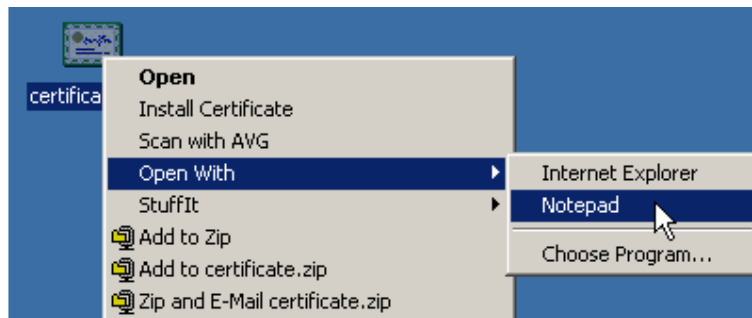 certifica
Open
Install Certificate
Scan with AVG
Open With
Internet Explorer
StuffIt
Notepad
Add to Zip
Choose Program...
Add to certificate.zip
Zip and E-Mail certificate.zip